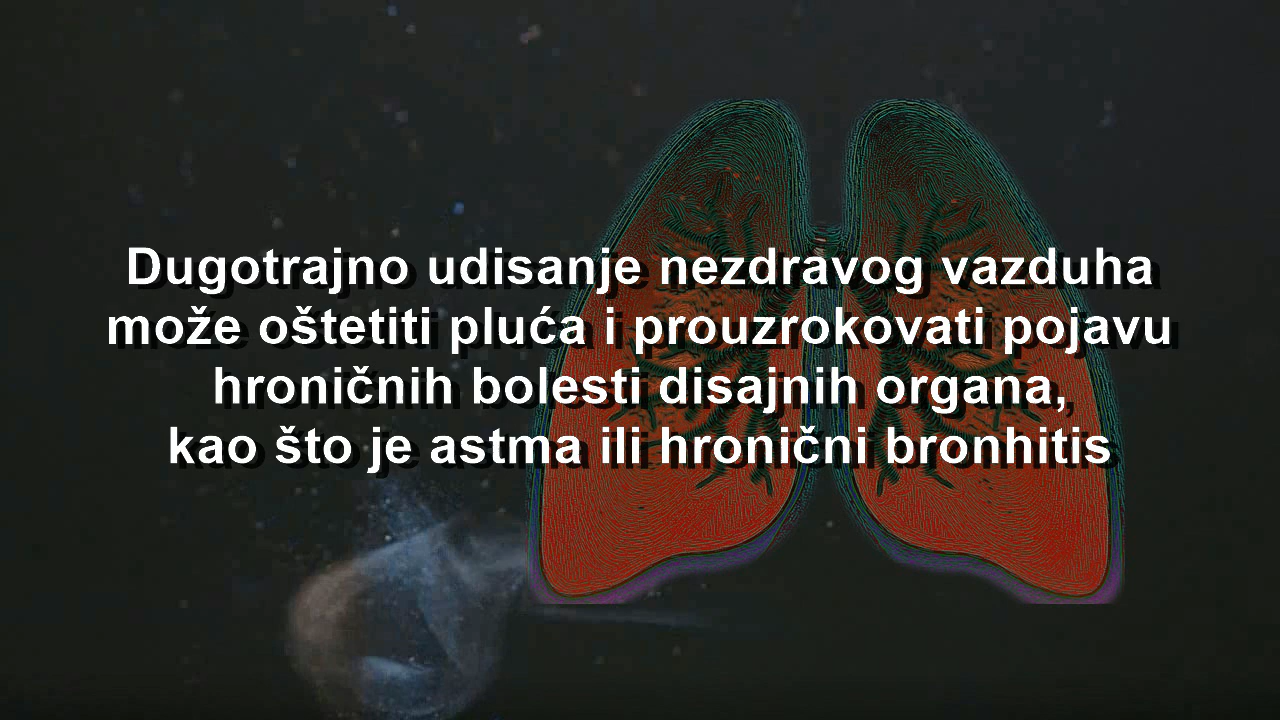 Dugotrajno udisanje nezdravog vazduha
može oštetiti pluća i prouzrokovati pojavu
hroničnih bolesti disajnih organa,
kao što je astma ili hronični bronhitis